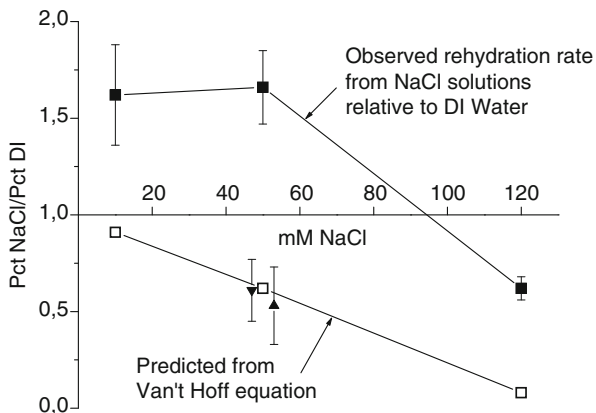 2,0
Observed rehydration rate
from NaCl solutions
relative to DI Water
1,5
Pct NaCl/Pct DI
20 40 60 80 100 120
1,0
mM NaCl
0,5
Predicted from
Van't Hoff equation
0,0